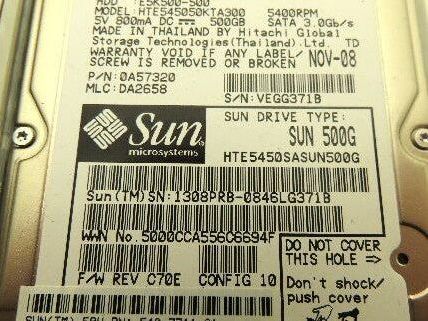 HDD :E5K500-500
MODEL:HTE545050KTA300 5400RPM
5V 800mA DC 500GB SATA 3.0Gb/s
MADE IN THAILAND BY Hitachi Global
Storage Technologies(Thailand).Ltd. TD
WARRANTY VOID IF ANY LABEL/
SCREW IS REMOVED OR BROKEN NOV-08
P/N:0A57320
MLC:DA2658
S/N:VEGG371B
Sun
microsystems
SUN DRIVE TYPE:
SUN 500G
HTE5450SASUN500G
Sun(TM)SN:1308PRB-0846LG371B
WWN No.5000CCA556C6694F
F/W REV C70E CONFIG 10
DO NOT COVER
THIS HOLE =>
Don't shock/
push cover